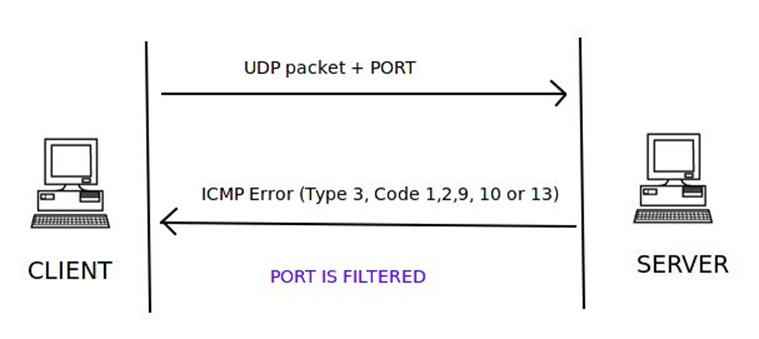 UDP packet + PORT
ICMP Error (Type 3, Code 1,2,9, 10 or 13)
CLIENT
SERVER
PORT IS FILTERED